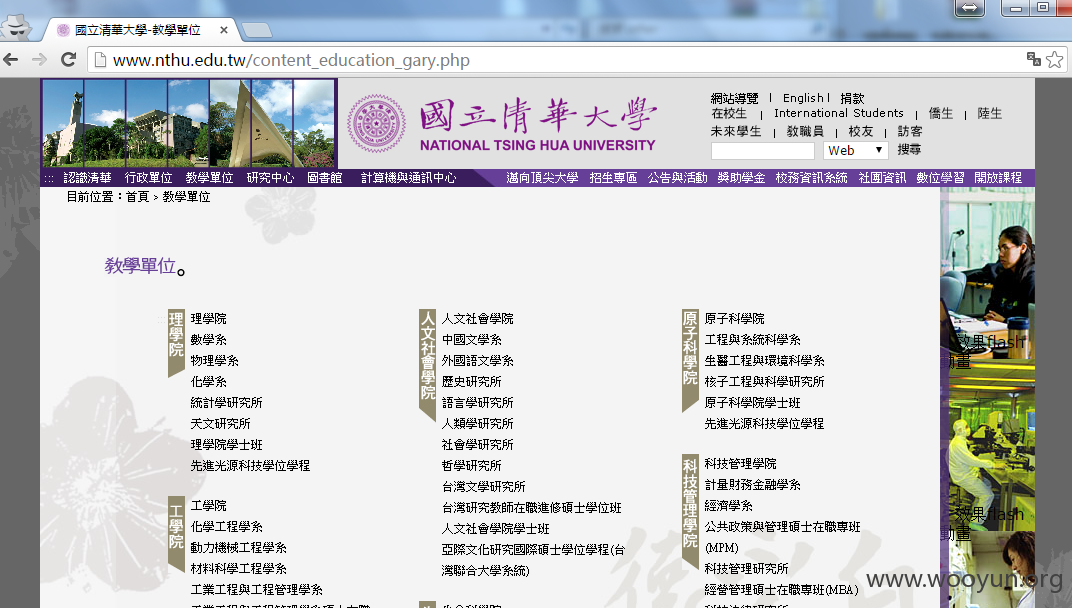 國立清華大學-教學單位
www.nthu.edu.tw/content_education_gary.php
國立清華大學
NATIONAL TSING HUA UNIVERSITY
網站導覽 | English | 捐款
在校生 | International Students | 僑生 | 陸生
未來學生 | 教職員 | 校友 | 訪客
Web 搜尋
::: 認識清華 行政單位 教學單位 研究中心 圖書館 計算機與通訊中心 邁向頂尖大學 招生專區 公告與活動 獎助學金 校務資訊系統 社團資訊 數位學習 開放課程
目前位置：首頁 > 教學單位
教學單位。
理學院
理學院
數學系
物理學系
化學系
統計學研究所
天文研究所
理學院學士班
先進光源科技學位學程
工學院
工學院
化學工程學系
動力機械工程學系
材料科學工程學系
工業工程與工程管理學系
人文社會學院
人文社會學院
中國文學系
外國語文學系
歷史研究所
語言學研究所
人類學研究所
社會學研究所
哲學研究所
台灣文學研究所
台灣研究教師在職進修碩士學位班
人文社會學院學士班
亞際文化研究國際碩士學位學程(台
灣聯合大學系統)
原子科學院
原子科學院
工程與系統科學系
生醫工程與環境科學系
核子工程與科學研究所
原子科學院學士班
先進光源科技學位學程
科技管理學院
科技管理學院
計量財務金融學系
經濟學系
公共政策與管理碩士在職專班
(MPM)
科技管理研究所
經營管理碩士在職專班(MBA)
效果flash
動畫
效果flash
動畫
www.wooyun.org